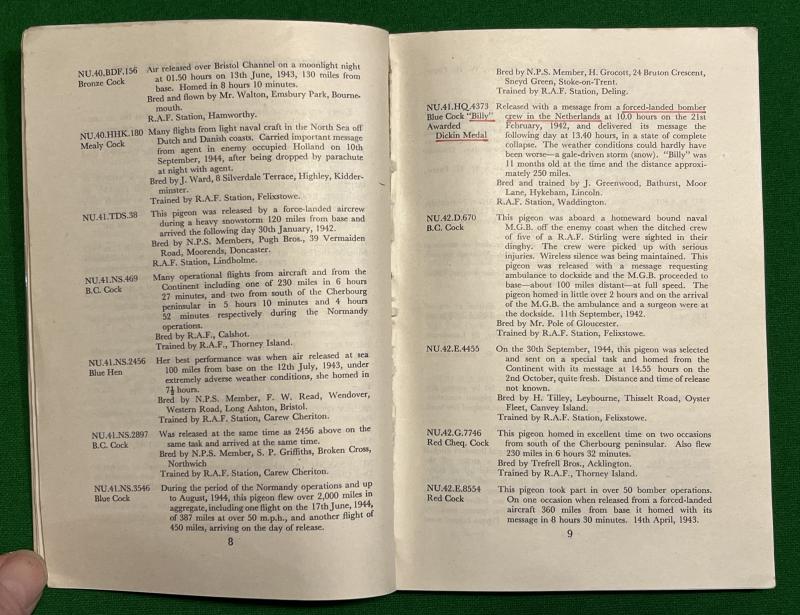 NU.40.BDF.156 Air released over Bristol Channel on a moonlight night
Bronze Cock at 01.50 hours on 13th June, 1943, 130 miles from
base. Homed in 8 hours 10 minutes.
Bred and flown by Mr. Walton, Emsbury Park, Bourne-
mouth.
R.A.F. Station, Hamworthy.
NU.40.HHK.180 Many flights from light naval craft in the North Sea off
Mealy Cock Dutch and Danish coasts. Carried important message
from agent in enemy occupied Holland on 10th
September, 1944, after being dropped by parachute
at night with agent.
Bred by J. Ward, 8 Silverdale Terrace, Highley, Kidder-
minster.
Trained by R.A.F. Station, Felixstowe.
NU.41.TDS.38 This pigeon was released by a force-landed aircrew
during a heavy snowstorm 120 miles from base and
arrived the following day 30th January, 1942.
Bred by N.P.S. Members, Pugh Bros., 39 Vermaiden
Road, Moorends, Doncaster.
R.A.F. Station, Lindholme.
NU.41.NS.469 Many operational flights from aircraft and from the
B.C. Cock Continent including one of 230 miles in 6 hours
27 minutes, and two from south of the Cherbourg
peninsular in 5 hours 10 minutes and 4 hours
52 minutes respectively during the Normandy
operations.
Bred by R.A.F., Calshot.
Trained by R.A.F., Thorney Island.
NU.41.NS.2456 Her best performance was when air released at sea
Blue Hen 100 miles from base on the 12th July, 1943, under
extremely adverse weather conditions, she homed in
7½ hours.
Bred by N.P.S. Member, F. W. Read, Wendover,
Western Road, Long Ashton, Bristol.
Trained by R.A.F. Station, Carew Cheriton.
NU.41.NS.2897 Was released at the same time as 2456 above on the
B.C. Cock same task and arrived at the same time.
Bred by N.P.S. Member, S. P. Griffiths, Broken Cross,
Northwich
Trained by R.A.F. Station, Carew Cheriton.
NU.41.NS.3546 During the period of the Normandy operations and up
Blue Cock to August, 1944, this pigeon flew over 2,000 miles in
aggregate, including one flight on the 17th June, 1944,
of 387 miles at over 50 m.p.h., and another flight of
450 miles, arriving on the day of release.
8
Bred by N.P.S. Member, H. Grocott, 24 Bruton Crescent,
Sneyd Green, Stoke-on-Trent.
Trained by R.A.F. Station, Deling.
NU.41.HQ.4373 Released with a message from a forced-landed bomber
Blue Cock "Billy" crew in the Netherlands at 10.0 hours on the 21st
Awarded February, 1942, and delivered its message the
Dickin Medal following day at 13.40 hours, in a state of complete
collapse. The weather conditions could hardly have
been worse—a gale-driven storm (snow). "Billy" was
11 months old at the time and the distance approxi-
mately 250 miles.
Bred and trained by J. Greenwood, Bathurst, Moor
Lane, Hykeham, Lincoln.
R.A.F. Station, Waddington.
NU.42.D.670 This pigeon was aboard a homeward bound naval
B.C. Cock M.G.B. off the enemy coast when the ditched crew
of five of a R.A.F. Stirling were sighted in their
dinghy. The crew were picked up with serious
injuries. Wireless silence was being maintained. This
pigeon was released with a message requesting
ambulance to dockside and the M.G.B. proceeded to
base—about 100 miles distant—at full speed. The
pigeon homed in little over 2 hours and on the arrival
of the M.G.B. the ambulance and a surgeon were at
the dockside. 11th September, 1942.
Bred by Mr. Pole of Gloucester.
Trained by R.A.F. Station, Felixstowe.
NU.42.E.4455 On the 30th September, 1944, this pigeon was selected
and sent on a special task and homed from the
Continent with its message at 14.55 hours on the
2nd October, quite fresh. Distance and time of release
not known.
Bred by H. Tilley, Leybourne, Thisselt Road, Oyster
Fleet, Canvey Island.
Trained by R.A.F. Station, Felixstowe.
NU.42.G.7746 This pigeon homed in excellent time on two occasions
Red Cheq. Cock from south of the Cherbourg peninsular. Also flew
230 miles in 6 hours 32 minutes.
Bred by Trefrell Bros., Acklington.
Trained by R.A.F., Thorney Island.
NU.42.E.8554 This pigeon took part in over 50 bomber operations.
Red Cock On one occasion when released from a forced-landed
aircraft 360 miles from base it homed with its
message in 8 hours 30 minutes. 14th April, 1943.
9